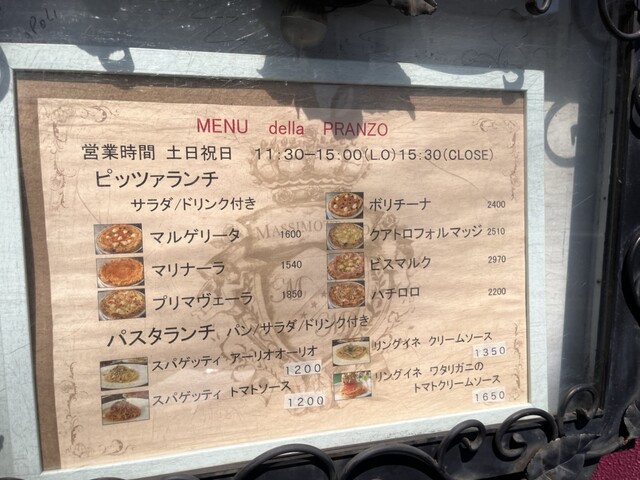 MENU della PRANZO
営業時間 土日祝日 11:30-15:00(L.O)15:30(CLOSE)
ピッツァランチ
サラダ/ドリンク付き
マルゲリータ 1600
マリナーラ 1540
プリマヴェーラ 1850
ボリチーナ 2400
クアトロフォルマッジ 2510
ビスマルク 2970
ハチロロ 2200
パスタランチ パン/サラダ/ドリンク付き
スパゲッティ アーリオオーリオ
1200
スパゲッティ トマトソース
1200
リングイネ クリームソース
1350
リングイネ ワタリガニの
トマトクリームソース
1650
MASSIMO